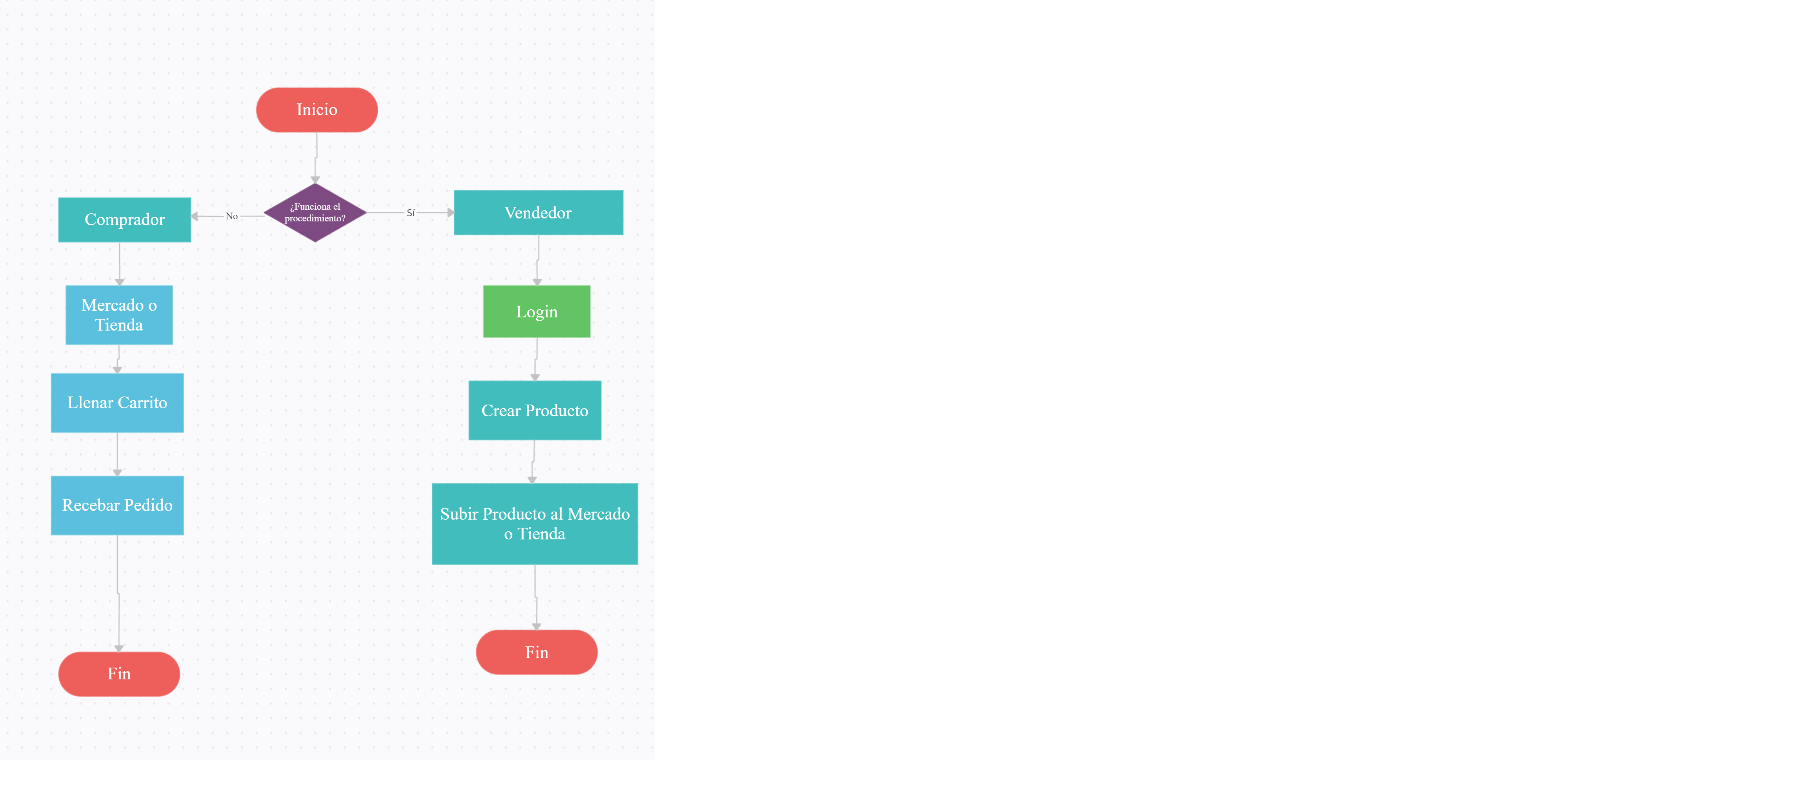 Inicio
¿Funciona el
procedimiento?
No
Sí
Comprador
Mercado o
Tienda
Llenar Carrito
Recebar Pedido
Fin
Vendedor
Login
Crear Producto
Subir Producto al Mercado
o Tienda
Fin